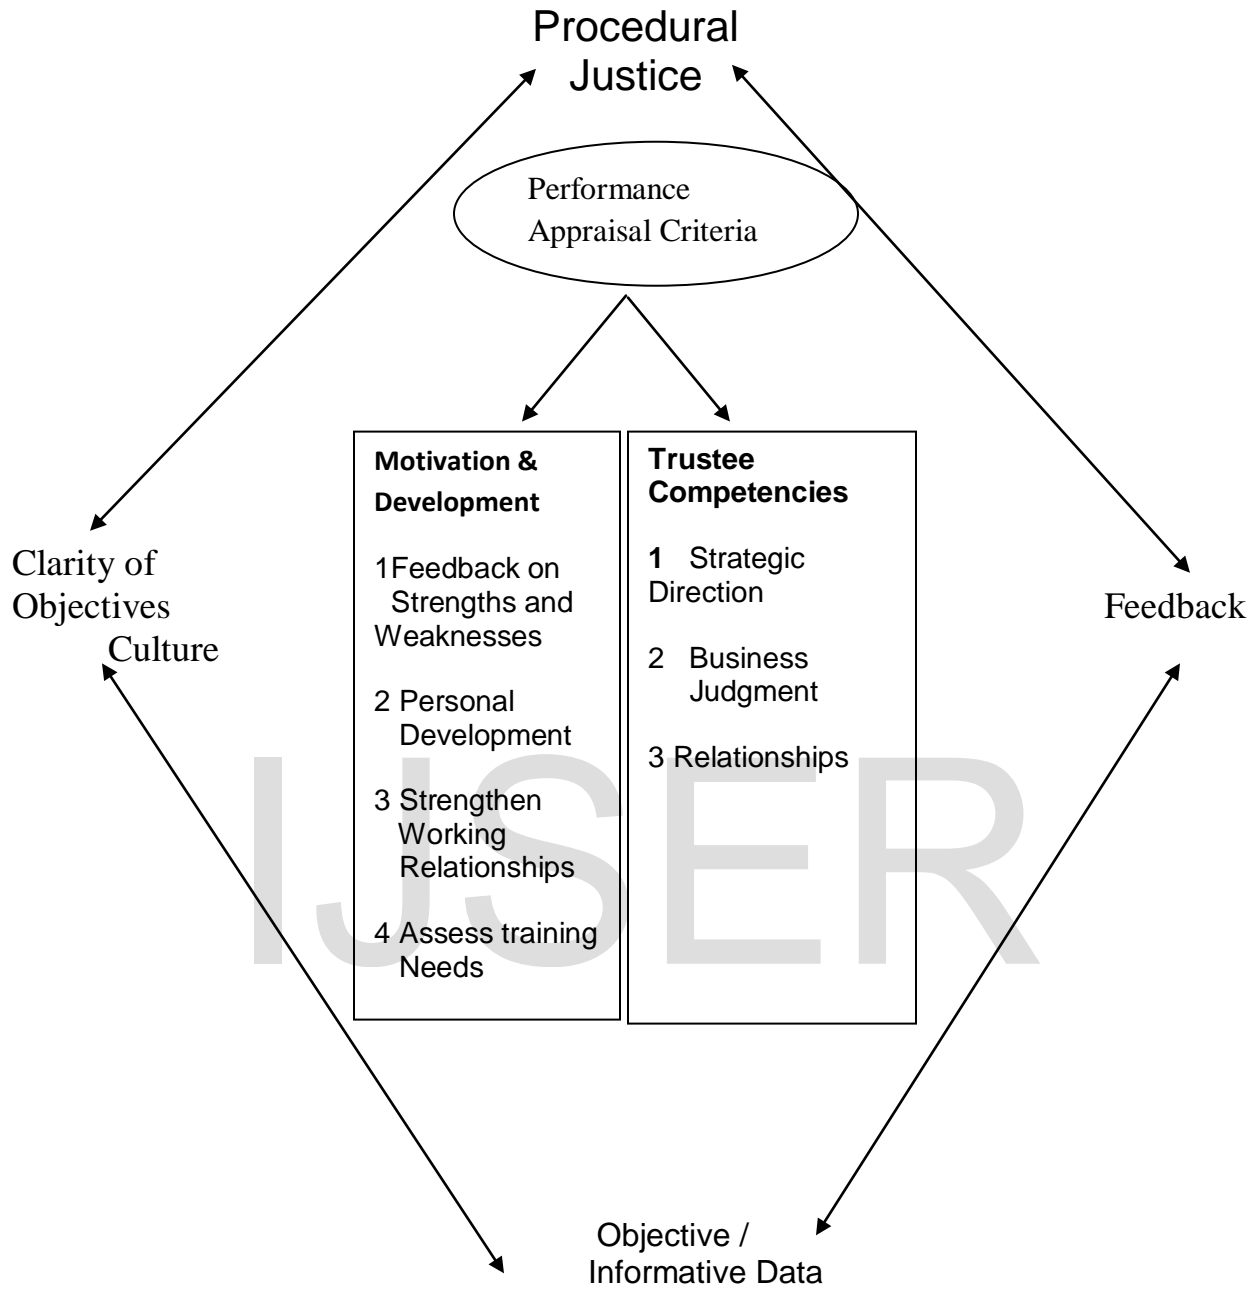 Procedural
Justice
Performance
Appraisal Criteria
Motivation &
Development
1Feedback on
Strengths and
Weaknesses
2 Personal
Development
3 Strengthen
Working
Relationships
4 Assess training
Needs
Trustee
Competencies
1 Strategic
Direction
2 Business
Judgment
3 Relationships
Clarity of
Objectives
Culture
Feedback
IJSER
Objective /
Informative Data